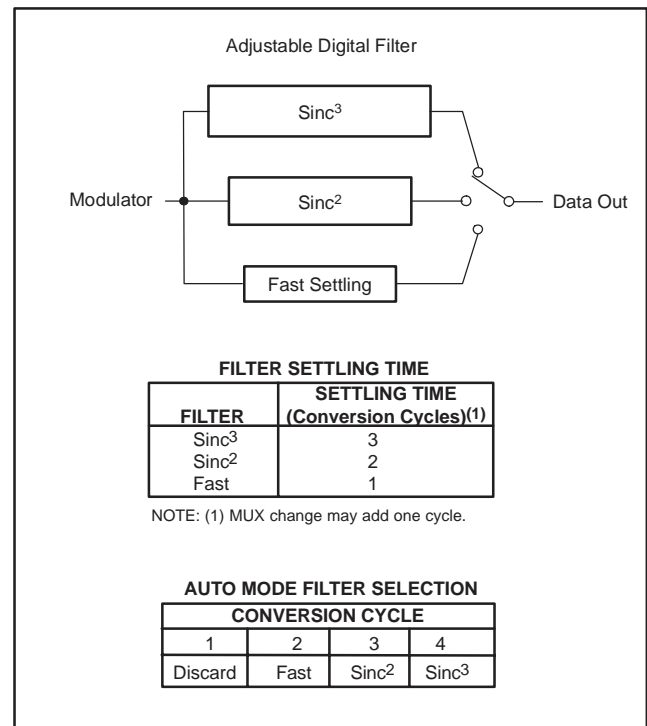 Adjustable Digital Filter
Sinc³
Modulator
Sinc²
Data Out
Fast Settling
FILTER SETTLING TIME
FILTER
SETTLING TIME
(Conversion Cycles)(1)
Sinc³ 3
Sinc² 2
Fast 1
NOTE: (1) MUX change may add one cycle.
AUTO MODE FILTER SELECTION
CONVERSION CYCLE
1 2 3 4
Discard Fast Sinc² Sinc³